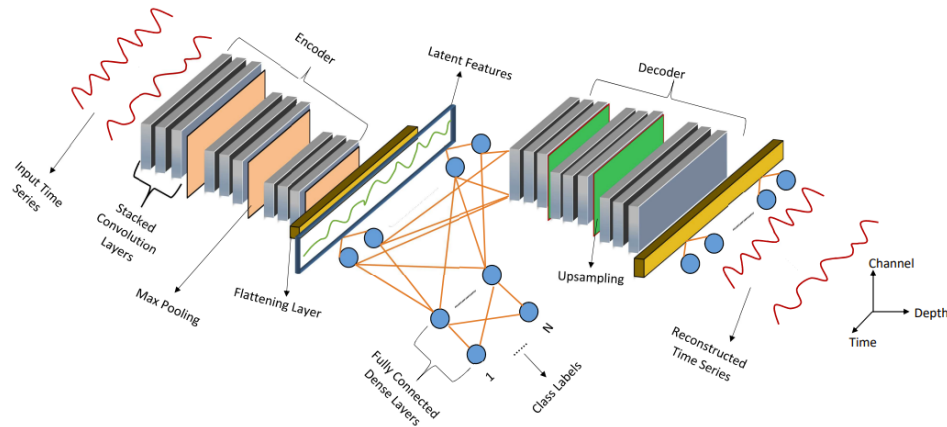 Encoder
Latent Features
Decoder
Input Time
Series
Stacked
Convolution
Layers
Max Pooling
Flattening Layer
Fully Connected
Dense Layers
1
......
N
Class Labels
Upsampling
Reconstructed
Time Series
Channel
Depth
Time